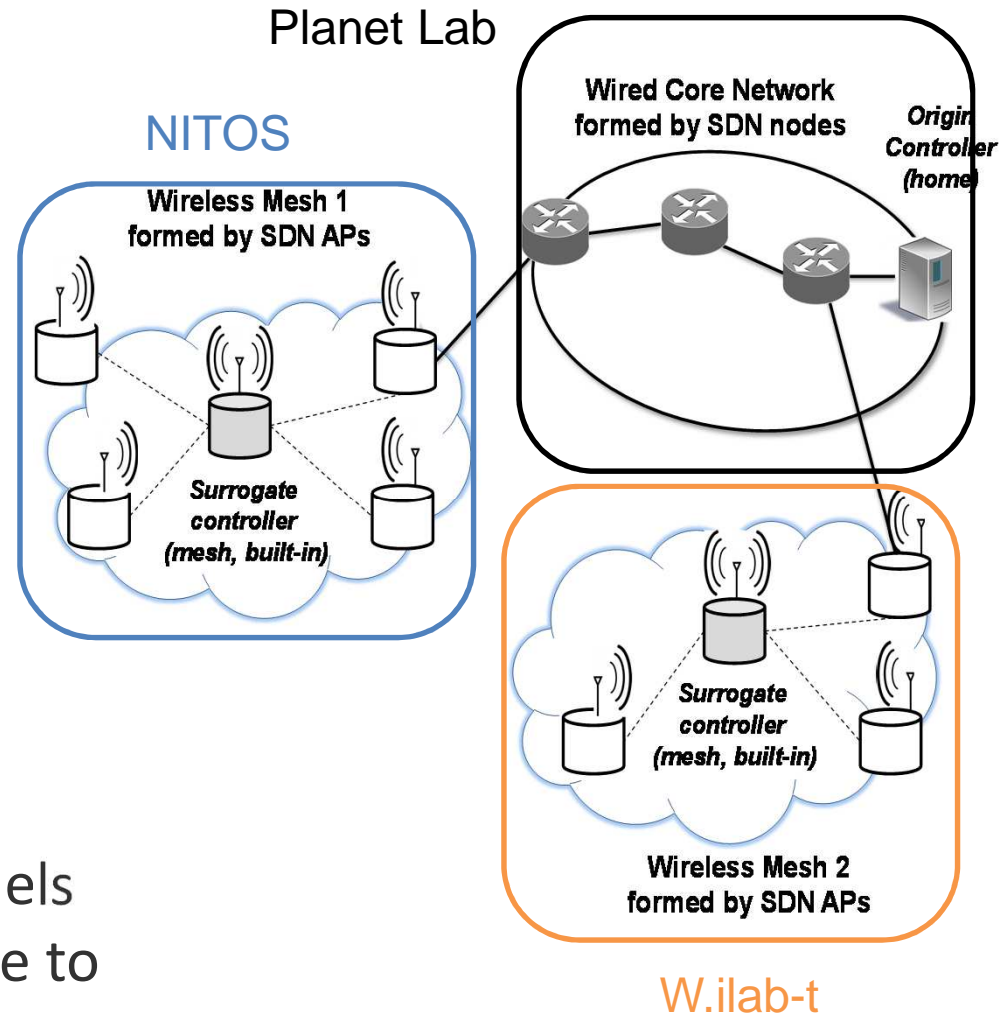 Planet Lab
NITOS
Wired Core Network
formed by SDN nodes
Origin
Controller
(home)
Wireless Mesh 1
formed by SDN APs
Surrogate
controller
(mesh, built-in)
Surrogate
controller
(mesh, built-in)
Wireless Mesh 2
formed by SDN APs
els
e to
W.ilab-t